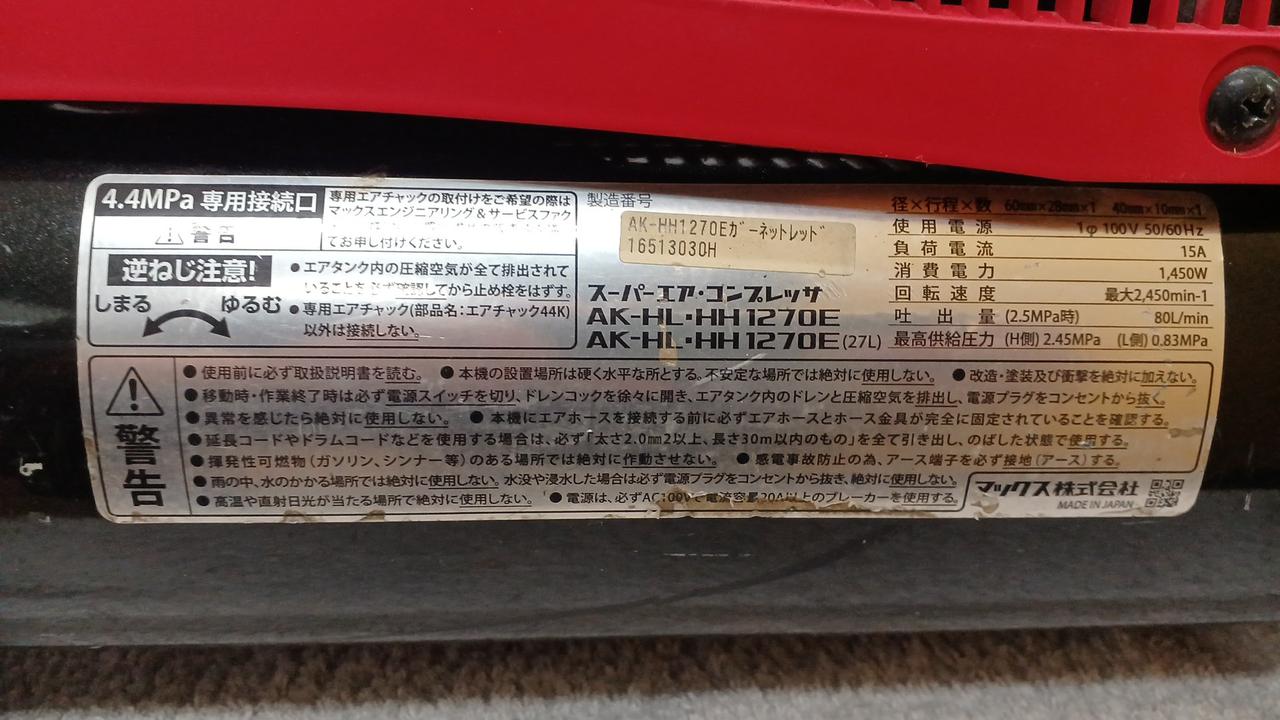 4.4MPa 専用接続口
警告
逆ねじ注意!
しまる ゆるむ
専用エアチャックの取付けをご希望の際は
マックスエンジニアリング&サービスファク
てお申し付けください。
●エアタンク内の圧縮空気が全て排出されて
いることを必ず確認してから止め栓をはずす。
●専用エアチャック(部品名:エアチャック44K)
以外は接続しない。
製造番号
AK-HH1270Eガーネットレッド
16513030H
スーパーエア・コンプレッサ
AK-HL・HH1270E
AK-HL・HH1270E(27L)
径×行程×数 60mm×28mm×1 40mm×10mm×1
使用電源 1φ 100V 50/60Hz
負荷電流 15A
消費電力 1,450W
回転速度 最大2,450min-1
吐出量 (2.5MPa時) 80L/min
最高供給圧力 (H側) 2.45MPa (L側) 0.83MPa
警告
●使用前に必ず取扱説明書を読む。 ●本機の設置場所は硬く水平な所とする。不安定な場所では絶対に使用しない。 ●改造・塗装及び衝撃を絶対に加えない。
●移動時・作業終了時は必ず電源スイッチを切り、ドレンコックを徐々に開き、エアタンク内のドレンと圧縮空気を排出し、電源プラグをコンセントから抜く。
●異常を感じたら絶対に使用しない。 ●本機にエアホースを接続する前に必ずエアホースとホース金具が完全に固定されていることを確認する。
●延長コードやドラムコードなどを使用する場合は、必ず「太さ2.0mm2以上、長さ30m以内のもの」を全て引き出し、のばした状態で使用する。
●揮発性可燃物(ガソリン、シンナー等)のある場所では絶対に作動させない。 ●感電事故防止の為、アース端子を必ず接地(アース)する。
●雨の中、水のかかる場所では絶対に使用しない。水没や浸水した場合は必ず電源プラグをコンセントから抜き、絶対に使用しない。
●高温や直射日光が当たる場所で絶対に使用しない。 ●電源は、必ずAC100V、電流容量20A以上のブレーカーを使用する。
マックス株式会社
MADE IN JAPAN